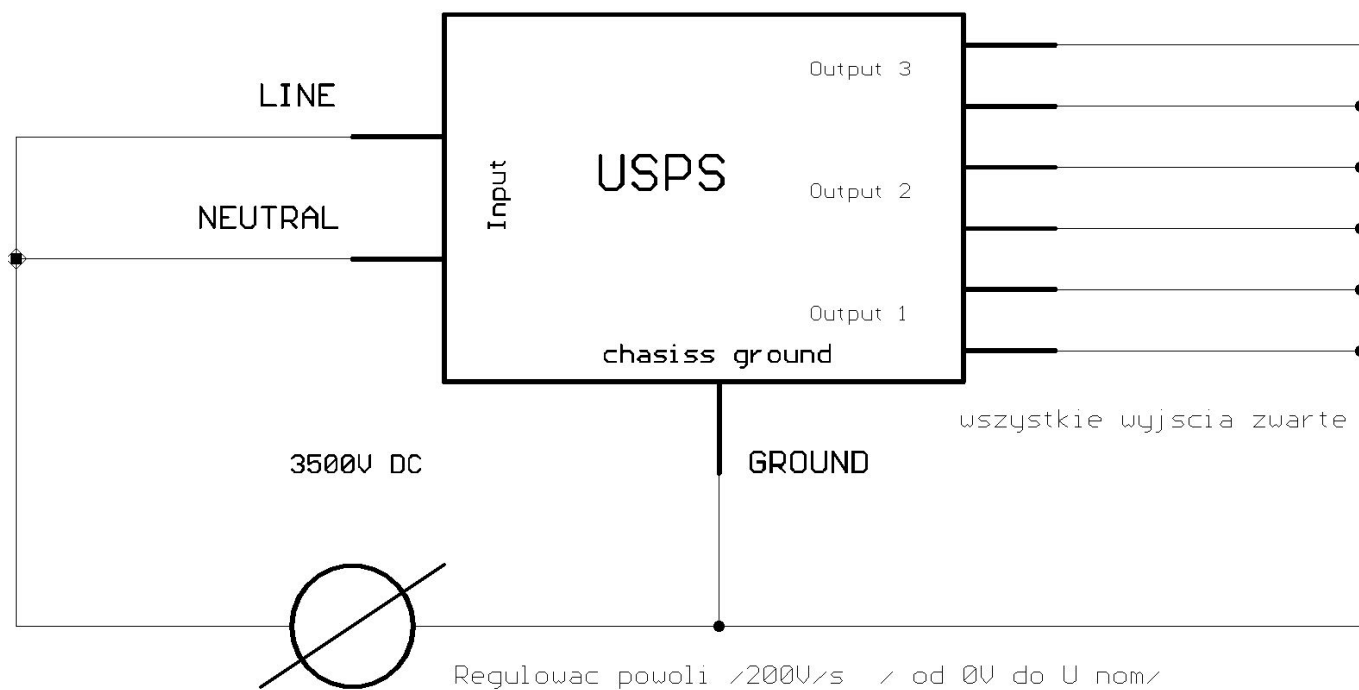 Output 3
LINE
USPS
Input
Output 2
NEUTRAL
Output 1
chasiss ground
wszystkie wyjscia zwarte
3500V DC
GROUND
Regulowac powoli /200V/s / od 0V do U nom/